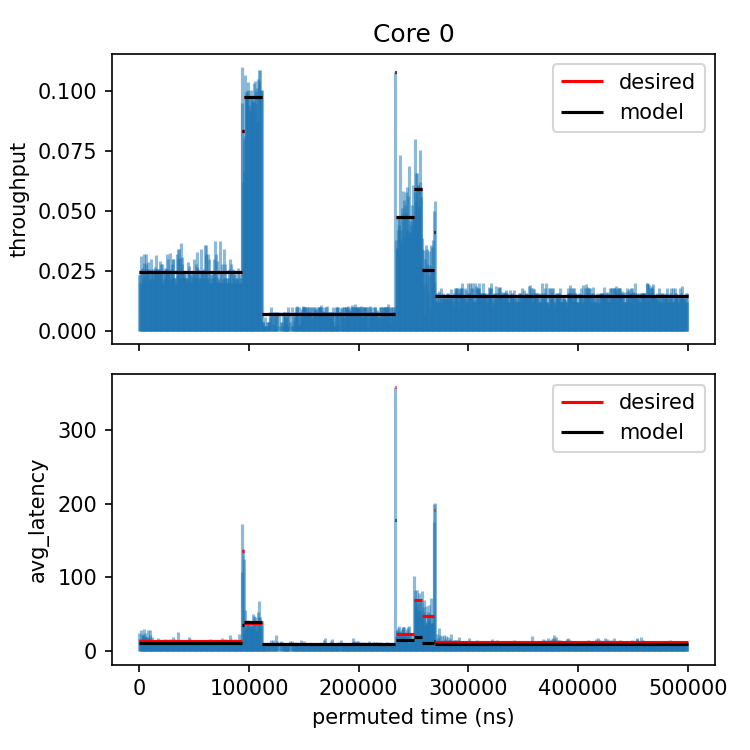 Core 0
throughput
0.100
0.075
0.050
0.025
0.000
desired
model
avg_latency
300
200
100
0
desired
model
0 100000 200000 300000 400000 500000
permuted time (ns)